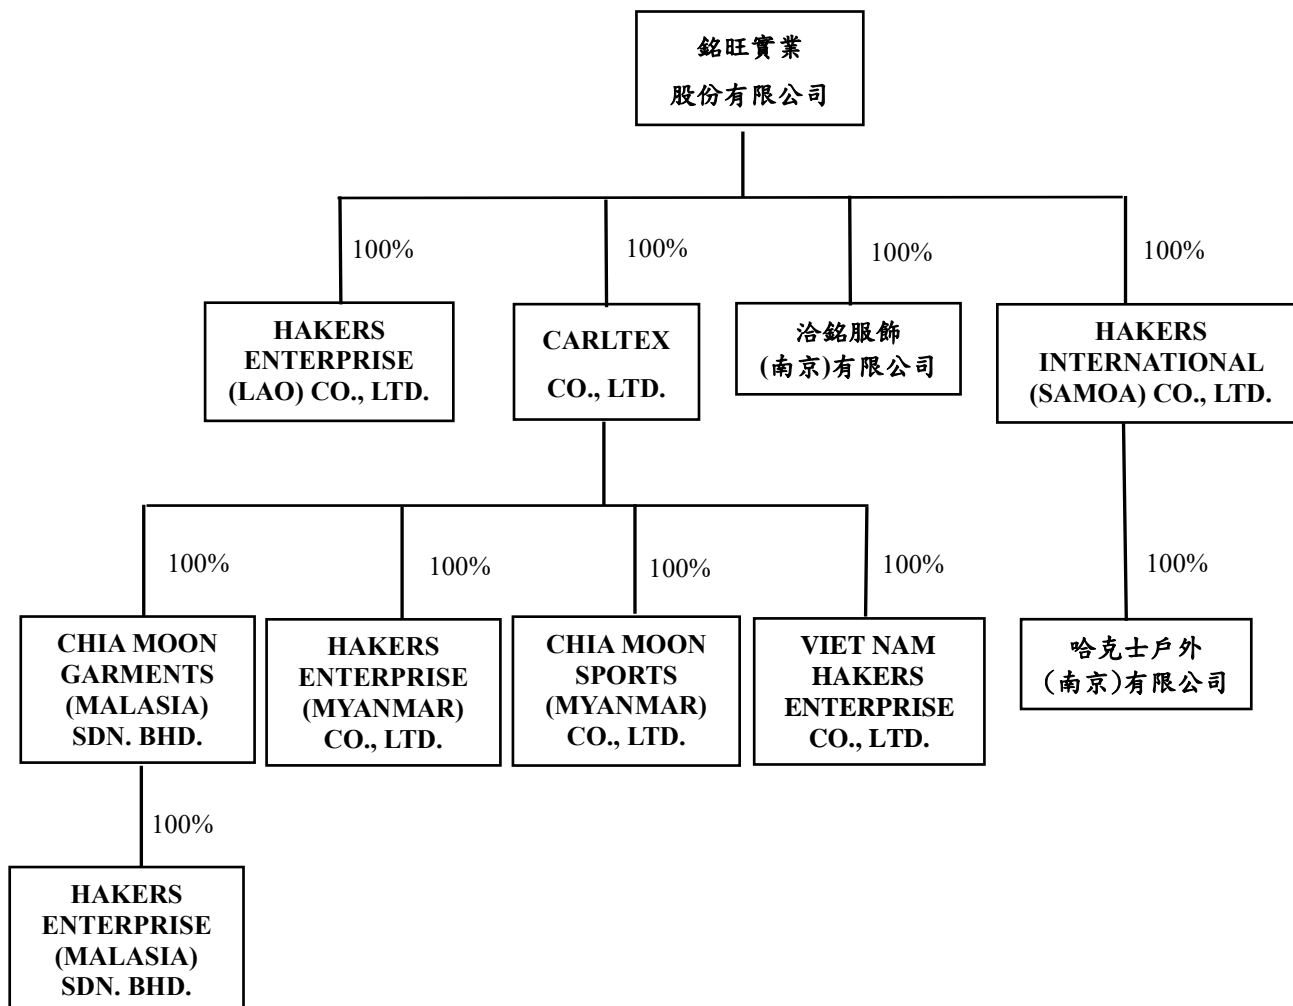 銘旺實業
股份有限公司
100%
100%
100%
100%
HAKERS
ENTERPRISE
(LAO) CO., LTD.
CARLTEX
CO., LTD.
洽銘服飾
(南京)有限公司
HAKERS
INTERNATIONAL
(SAMOA) CO., LTD.
100%
100%
100%
100%
100%
CHIA MOON
GARMENTS
(MALASIA)
SDN. BHD.
HAKERS
ENTERPRISE
(MYANMAR)
CO., LTD.
CHIA MOON
SPORTS
(MYANMAR)
CO., LTD.
VIET NAM
HAKERS
ENTERPRISE
CO., LTD.
哈克士戶外
(南京)有限公司
100%
HAKERS
ENTERPRISE
(MALASIA)
SDN. BHD.